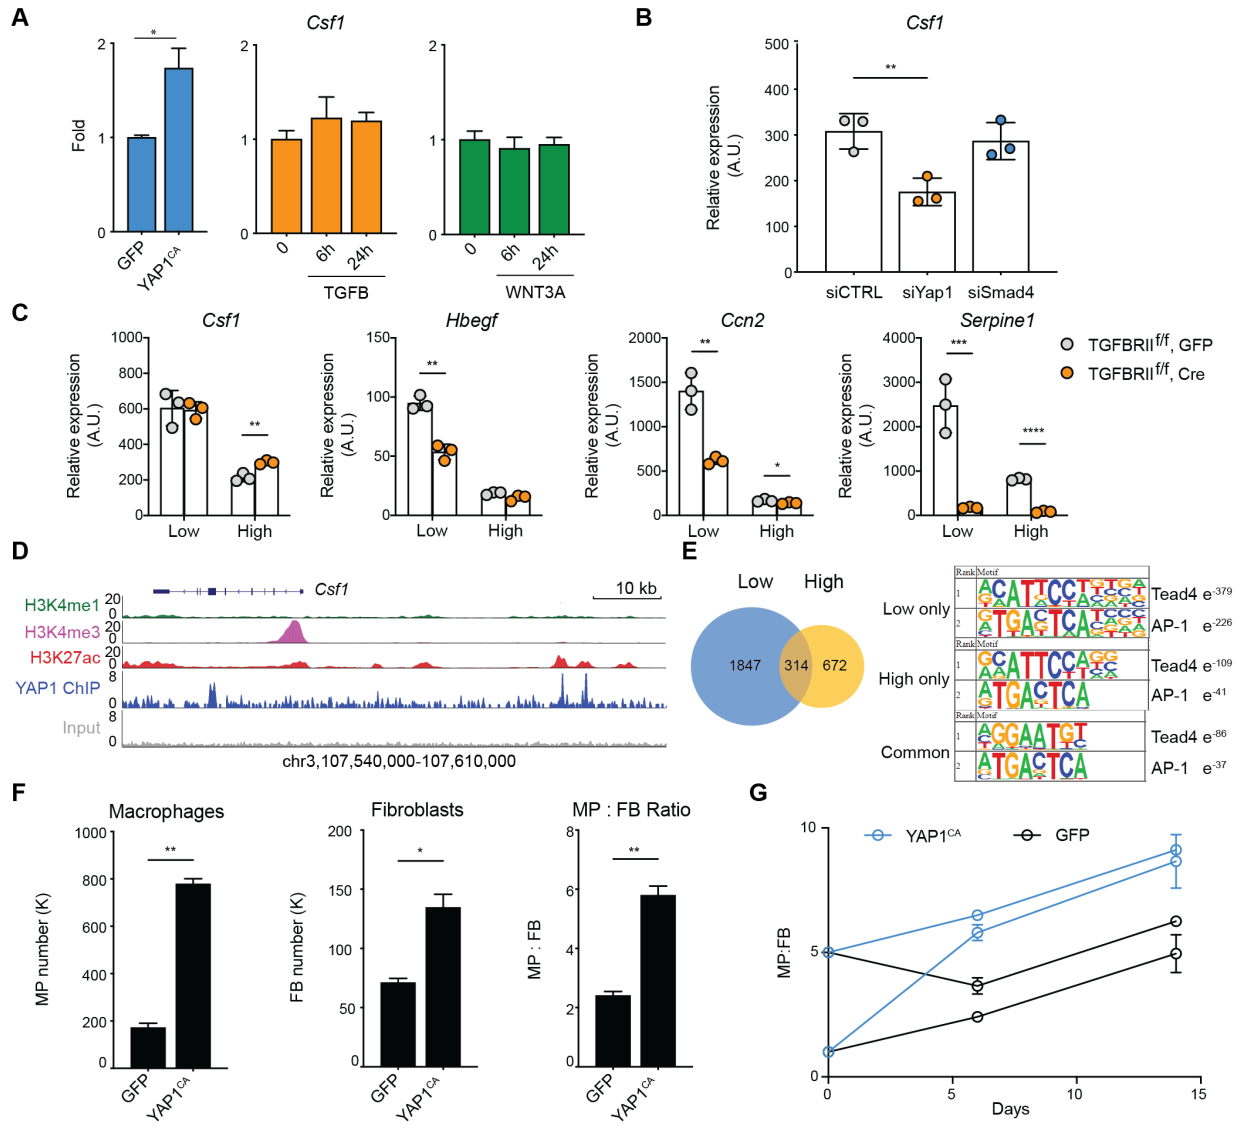 A
Csf1
Fold
2
1
0
*
GFP
YAP1CA
2
1
0
0
6h
24h
TGFB
2
1
0
0
6h
24h
WNT3A
B
Csf1
Relative expression
(A.U.)
500
400
300
200
100
0
**
siCTRL
siYap1
siSmad4
C
Csf1
Relative expression
(A.U.)
1000
800
600
400
200
0
**
Low
High
Hbegf
Relative expression
(A.U.)
150
100
50
0
**
Low
High
Ccn2
Relative expression
(A.U.)
2000
1500
1000
500
0
**
*
Low
High
Serpine1
Relative expression
(A.U.)
4000
3000
2000
1000
0
***
****
Low
High
TGFBRIIf/f, GFP
TGFBRIIf/f, Cre
D
Csf1
10 kb
H3K4me1
20
0
H3K4me3
20
0
H3K27ac
20
0
YAP1 ChIP
8
0
Input
8
0
chr3,107,540,000-107,610,000
E
Low
High
1847
314
672
Rank Motif
Low only
1
Tead4 e-379
2
AP-1 e-226
High only
1
Tead4 e-109
2
AP-1 e-41
Rank Motif
Common
1
Tead4 e-86
2
AP-1 e-37
F
Macrophages
MP number (K)
1000
800
600
400
200
0
**
GFP
YAP1CA
Fibroblasts
FB number (K)
200
150
100
50
0
*
GFP
YAP1CA
MP : FB Ratio
MP : FB
8
6
4
2
0
**
GFP
YAP1CA
G
YAP1CA
GFP
MP:FB
10
5
0
0
5
10
15
Days